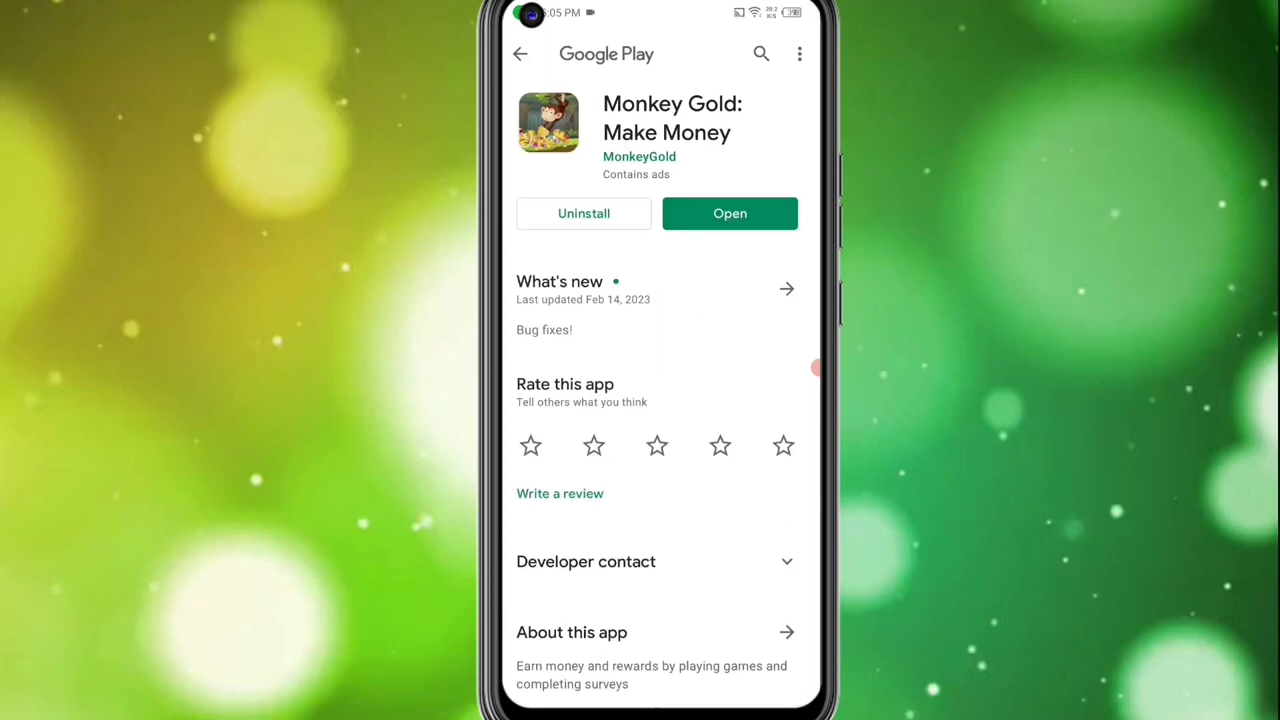 5:05 PM
Google Play
Monkey Gold:
Make Money
MonkeyGold
Contains ads
Uninstall
Open
What's new
Last updated Feb 14, 2023
Bug fixes!
Rate this app
Tell others what you think
Write a review
Developer contact
About this app
Earn money and rewards by playing games and
completing surveys